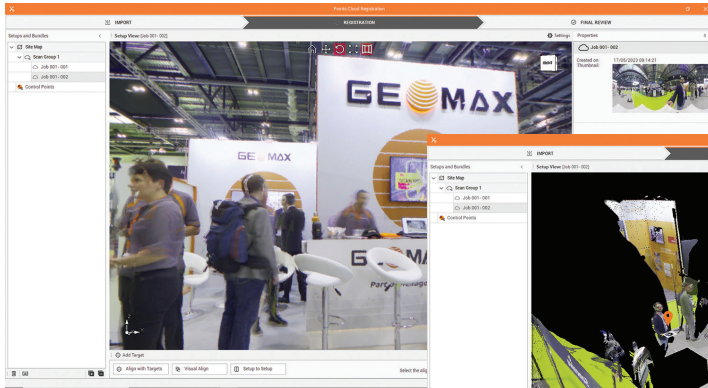 Points Cloud Registration
IMPORT
REGISTRATION
FINAL REVIEW
Setups and Bundles
Setup View: [Job 001- 002]
Settings
Properties
Site Map
Scan Group 1
Job 001- 001
Job 001- 002
Control Points
Job 001- 002
Created on: 17/05/2023 09:14:21
Thumbnail:
GEOMAX
GEOMAX
GEOM
Part of
Add Target
Align with Targets
Visual Align
Setup to Setup
Select the alig
IMPORT
Setups and Bundles
Setup View: [Job 001- 002]
Site Map
Scan Group 1
Job 001- 001
Job 001- 002
Control Points